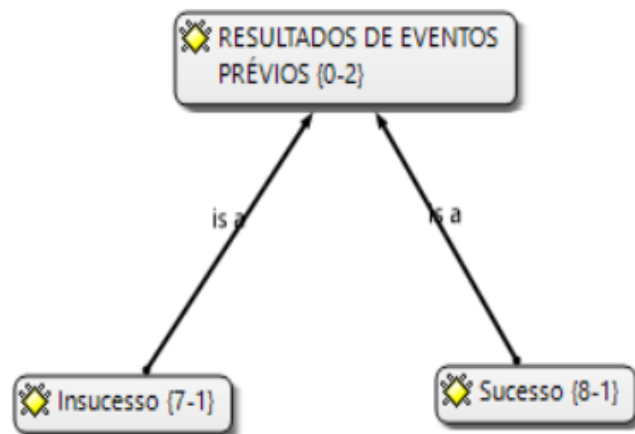 RESULTADOS DE EVENTOS
PRÉVIOS {0-2}
is a
is a
Insucesso {7-1}
Sucesso {8-1}